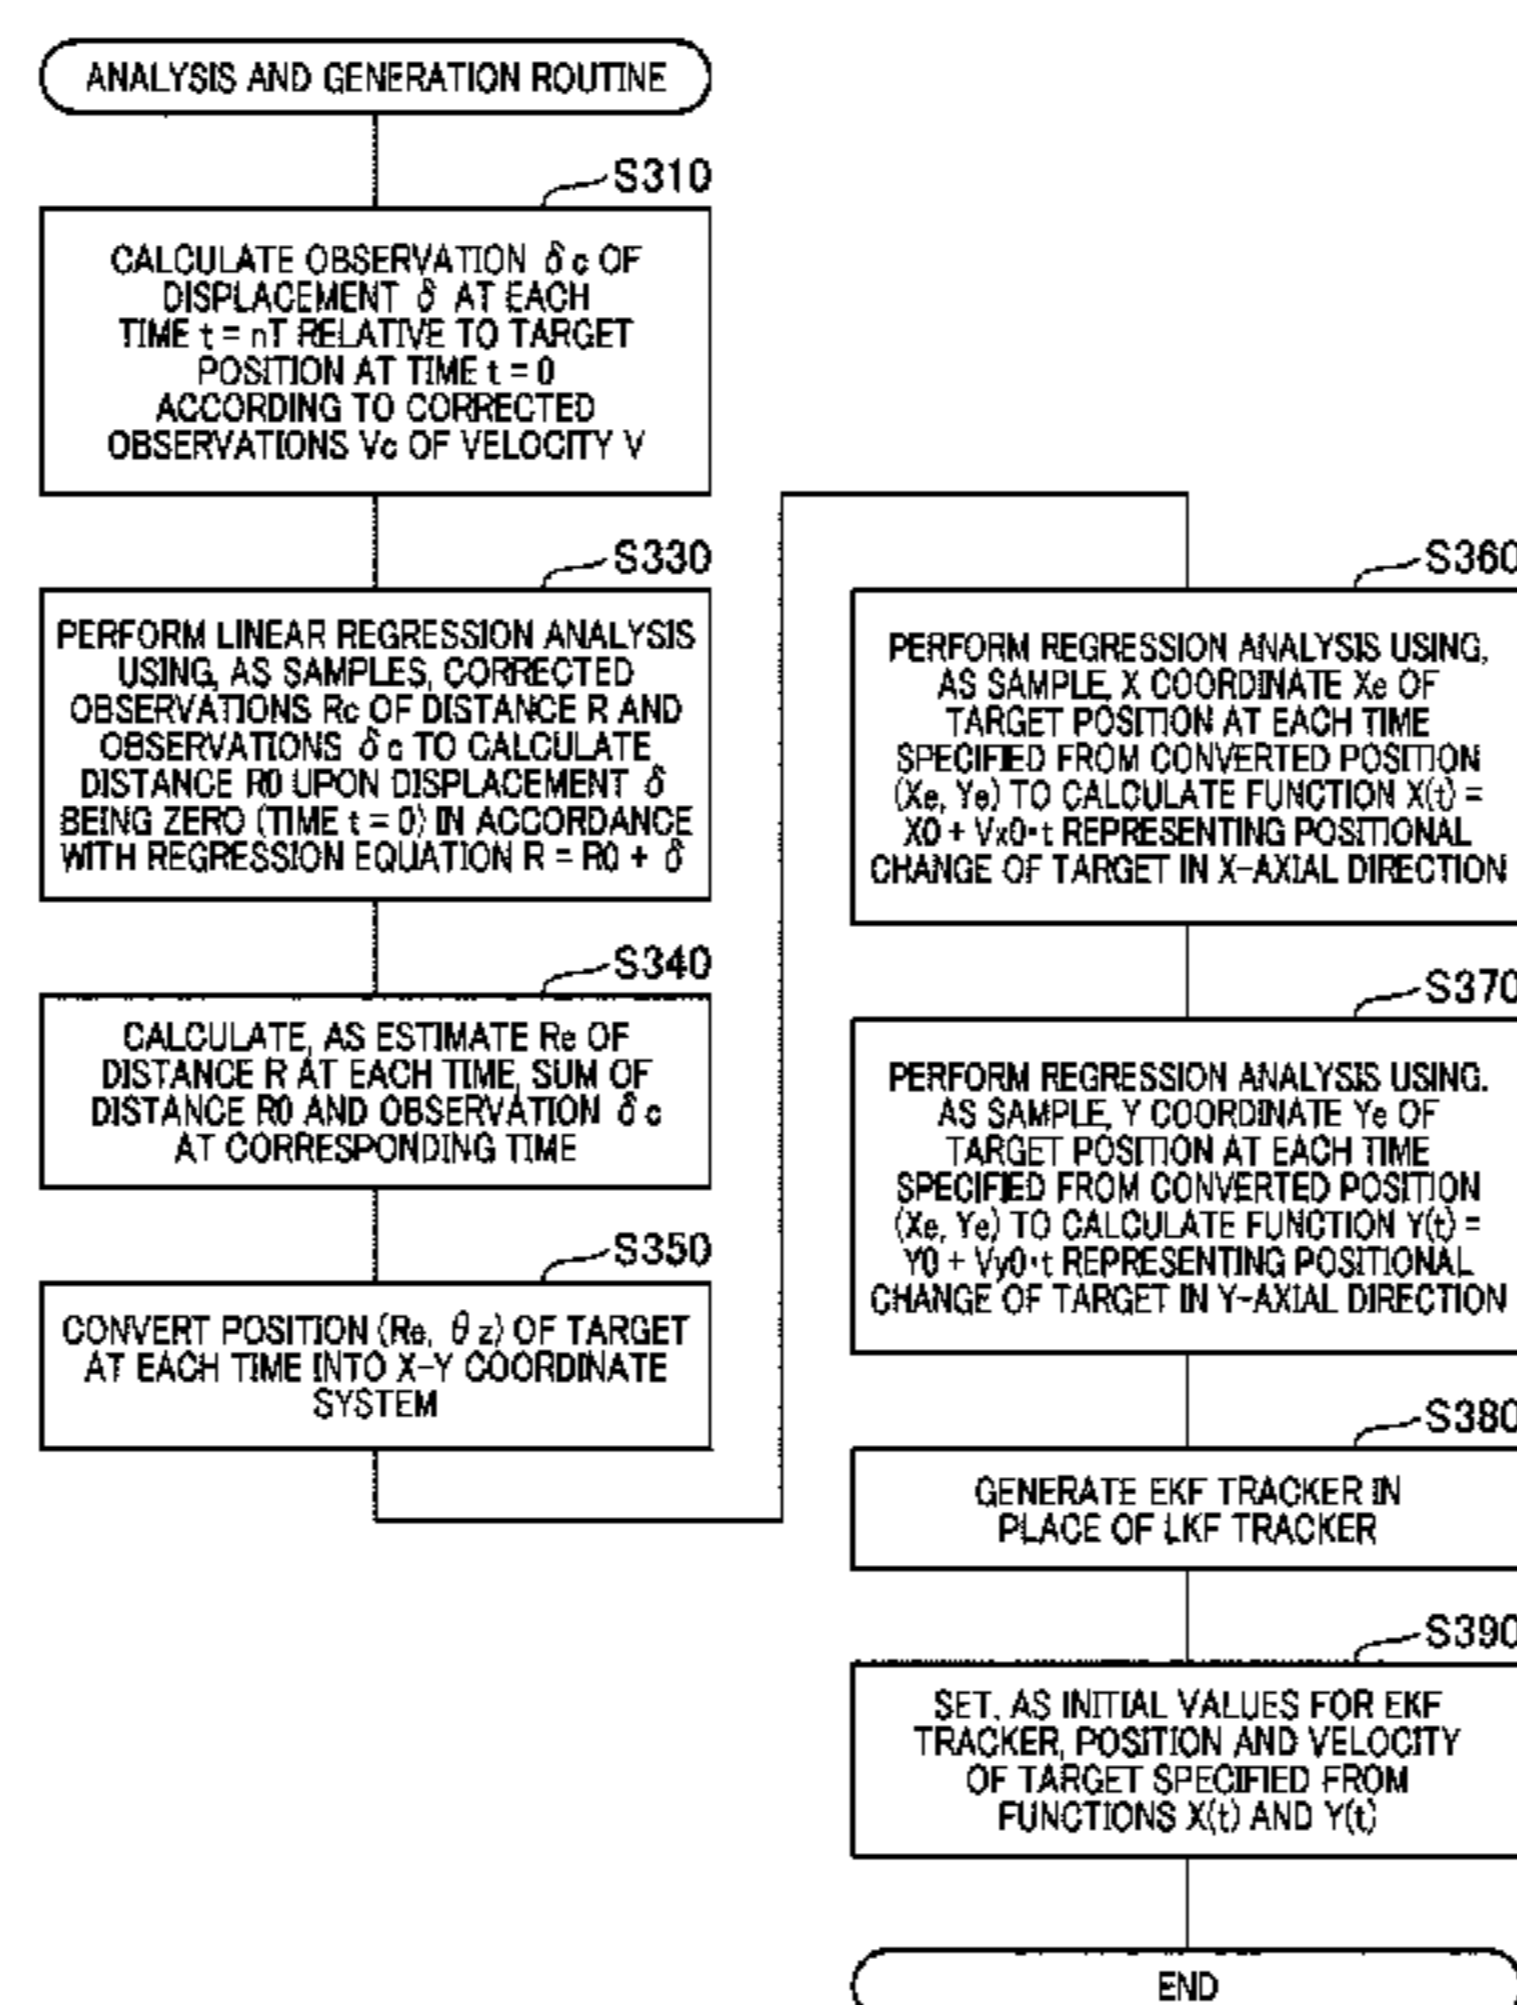 ANALYSIS AND GENERATION ROUTINE
S310
CALCULATE OBSERVATION δc OF
DISPLACEMENT δ AT EACH
TIME t = nT RELATIVE TO TARGET
POSITION AT TIME t = 0
ACCORDING TO CORRECTED
OBSERVATIONS Vc OF VELOCITY V
S330
PERFORM LINEAR REGRESSION ANALYSIS
USING, AS SAMPLES, CORRECTED
OBSERVATIONS Rc OF DISTANCE R AND
OBSERVATIONS δc TO CALCULATE
DISTANCE R0 UPON DISPLACEMENT δ
BEING ZERO (TIME t = 0) IN ACCORDANCE
WITH REGRESSION EQUATION R = R0 + δ
S340
CALCULATE, AS ESTIMATE Re OF
DISTANCE R AT EACH TIME, SUM OF
DISTANCE R0 AND OBSERVATION δc
AT CORRESPONDING TIME
S350
CONVERT POSITION (Re, θz) OF TARGET
AT EACH TIME INTO X-Y COORDINATE
SYSTEM
S360
PERFORM REGRESSION ANALYSIS USING,
AS SAMPLE, X COORDINATE Xe OF
TARGET POSITION AT EACH TIME
SPECIFIED FROM CONVERTED POSITION
(Xe, Ye) TO CALCULATE FUNCTION X(t) =
X0 + Vx0・t REPRESENTING POSITIONAL
CHANGE OF TARGET IN X-AXIAL DIRECTION
S370
PERFORM REGRESSION ANALYSIS USING.
AS SAMPLE, Y COORDINATE Ye OF
TARGET POSITION AT EACH TIME
SPECIFIED FROM CONVERTED POSITION
(Xe, Ye) TO CALCULATE FUNCTION Y(t) =
Y0 + Vy0・t REPRESENTING POSITIONAL
CHANGE OF TARGET IN Y-AXIAL DIRECTION
S380
GENERATE EKF TRACKER IN
PLACE OF LKF TRACKER
S390
SET, AS INITIAL VALUES FOR EKF
TRACKER, POSITION AND VELOCITY
OF TARGET SPECIFIED FROM
FUNCTIONS X(t) AND Y(t)
END